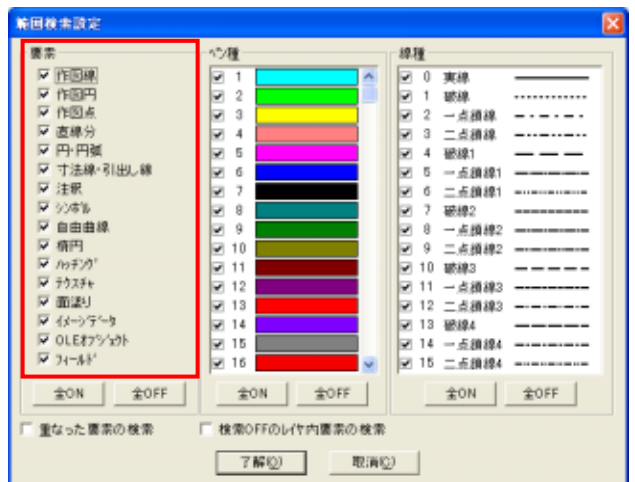 範囲検索設定
要素
作図線
作図円
作図点
直線分
円・円弧
寸法線・引出し線
注釈
シンボル
自由曲線
楕円
ハッチング
テクスチャ
面塗り
イメージデータ
OLEオブジェクト
フィールド
全ON 全OFF
ペン種
1
2
3
4
5
6
7
8
9
10
11
12
13
14
15
16
全ON 全OFF
線種
0 実線
1 破線
2 一点鎖線
3 二点鎖線
4 破線1
5 一点鎖線1
6 二点鎖線1
7 破線2
8 一点鎖線2
9 二点鎖線2
10 破線3
11 一点鎖線3
12 二点鎖線3
13 破線4
14 一点鎖線4
15 二点鎖線4
全ON 全OFF
重なった要素の検索
検索OFFのレイヤ内要素の検索
了解(O) 取消(C)